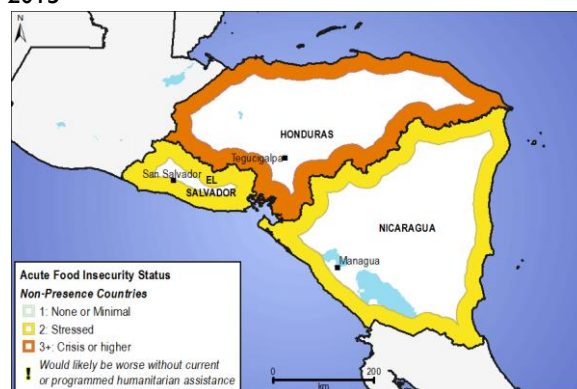 N
HONDURAS
Tegucigalpa
San Salvador
EL
SALVADOR
NICARAGUA
Managua
Acute Food Insecurity Status
Non-Presence Countries
1: None or Minimal
2: Stressed
3+: Crisis or higher
! Would likely be worse without current
or programmed humanitarian assistance
0 200
km